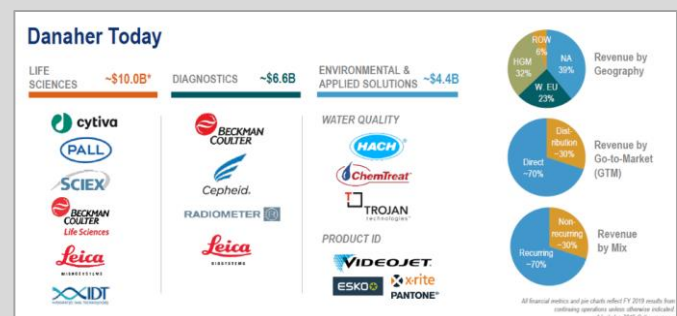 Danaher Today
LIFE
SCIENCES ~$10.0B*
DIAGNOSTICS ~$6.6B
ENVIRONMENTAL &
APPLIED SOLUTIONS ~$4.4B
cytiva
PALL
SCIEX
BECKMAN
COULTER
Life Sciences
Leica
MICROSYSTEMS
IDT
BECKMAN
COULTER
Cepheid.
RADIOMETER
Leica
BIOSYSTEMS
WATER QUALITY
HACH
ChemTreat
TROJAN
technologies
PRODUCT ID
VIDEOJET
ESKO
x-rite
PANTONE
ROW
6%
HGM
32%
NA
39%
W. EU
23%
Revenue by
Geography
Dist-
ribution
~30%
Direct
~70%
Revenue by
Go-to-Market
(GTM)
Non-
recurring
~30%
Recurring
~70%
Revenue
by Mix
All financial metrics and pie charts reflect FY 2019 results from
continuing operations unless otherwise indicated.